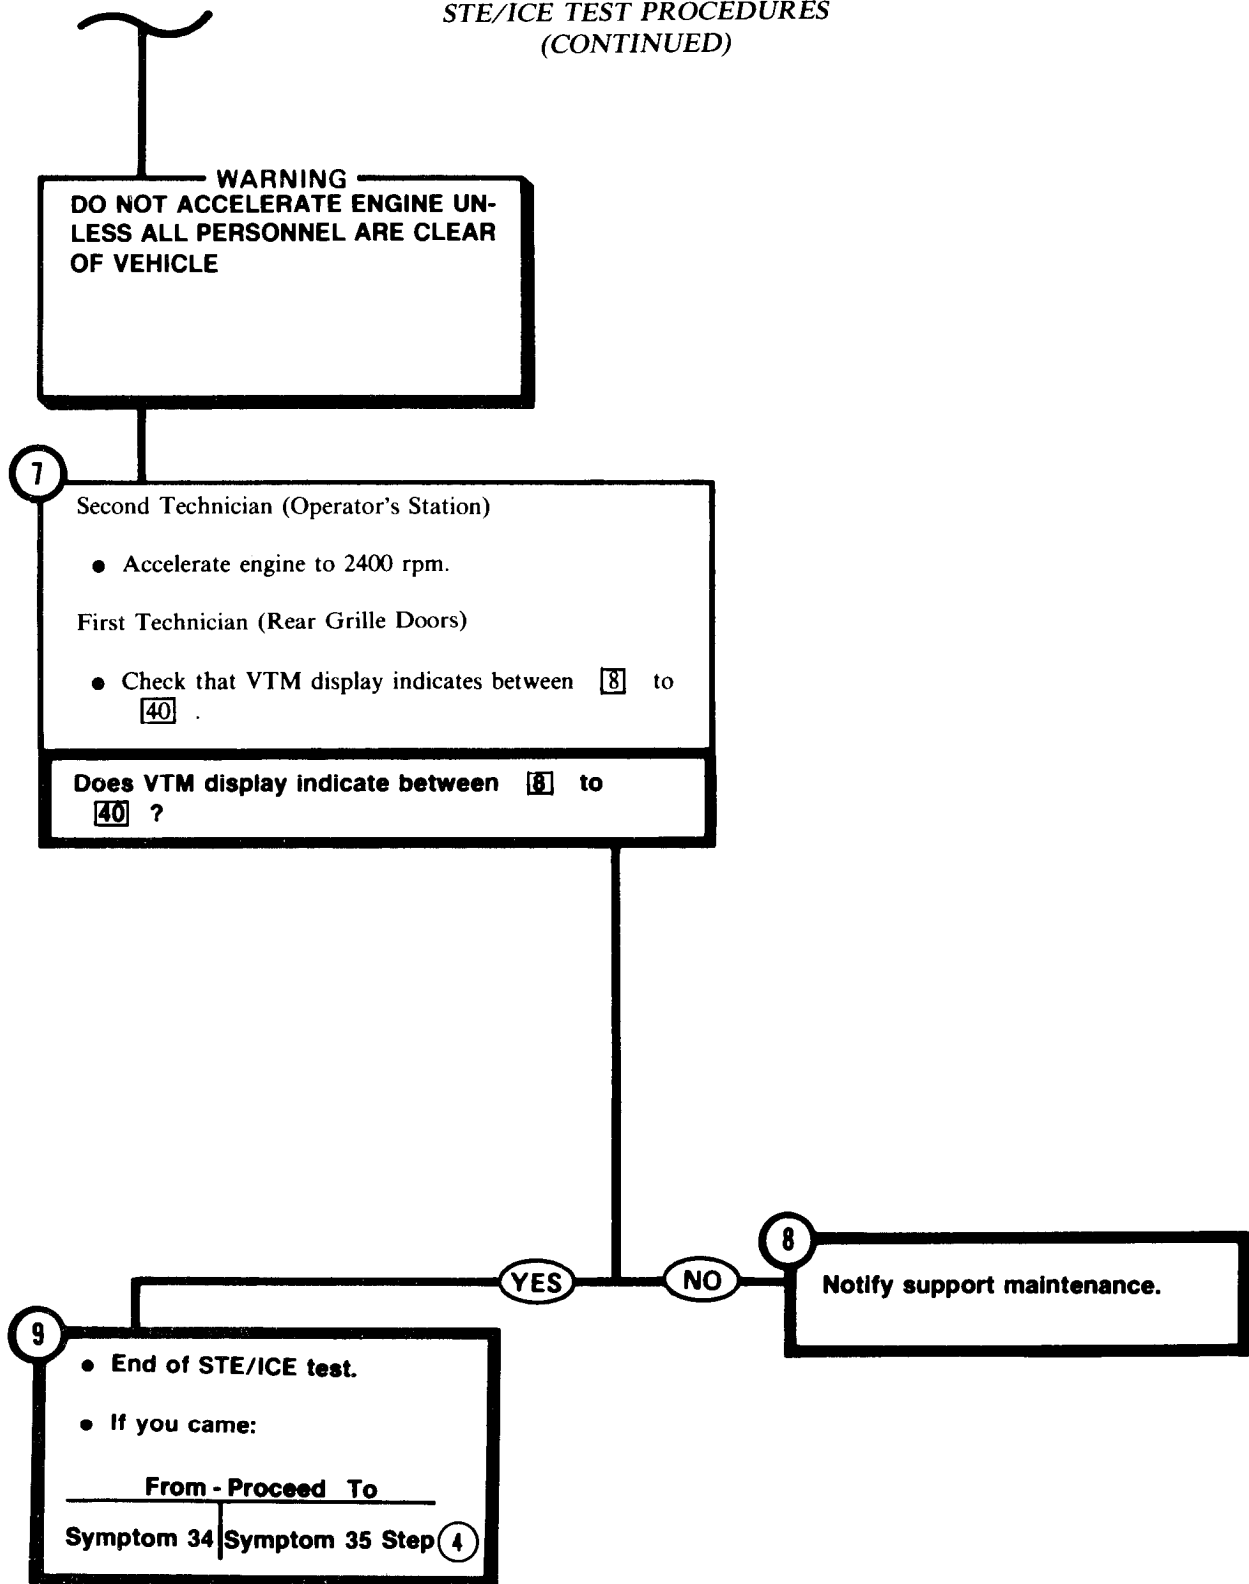 STE/ICE TEST PROCEDURES
(CONTINUED)
WARNING
DO NOT ACCELERATE ENGINE UN-
LESS ALL PERSONNEL ARE CLEAR
OF VEHICLE
7
Second Technician (Operator's Station)
● Accelerate engine to 2400 rpm.
First Technician (Rear Grille Doors)
● Check that VTM display indicates between 8 to
40 .
Does VTM display indicate between 8 to
40 ?
YES
NO
8
Notify support maintenance.
9
● End of STE/ICE test.
● If you came:
From - Proceed To
Symptom 34 Symptom 35 Step 4